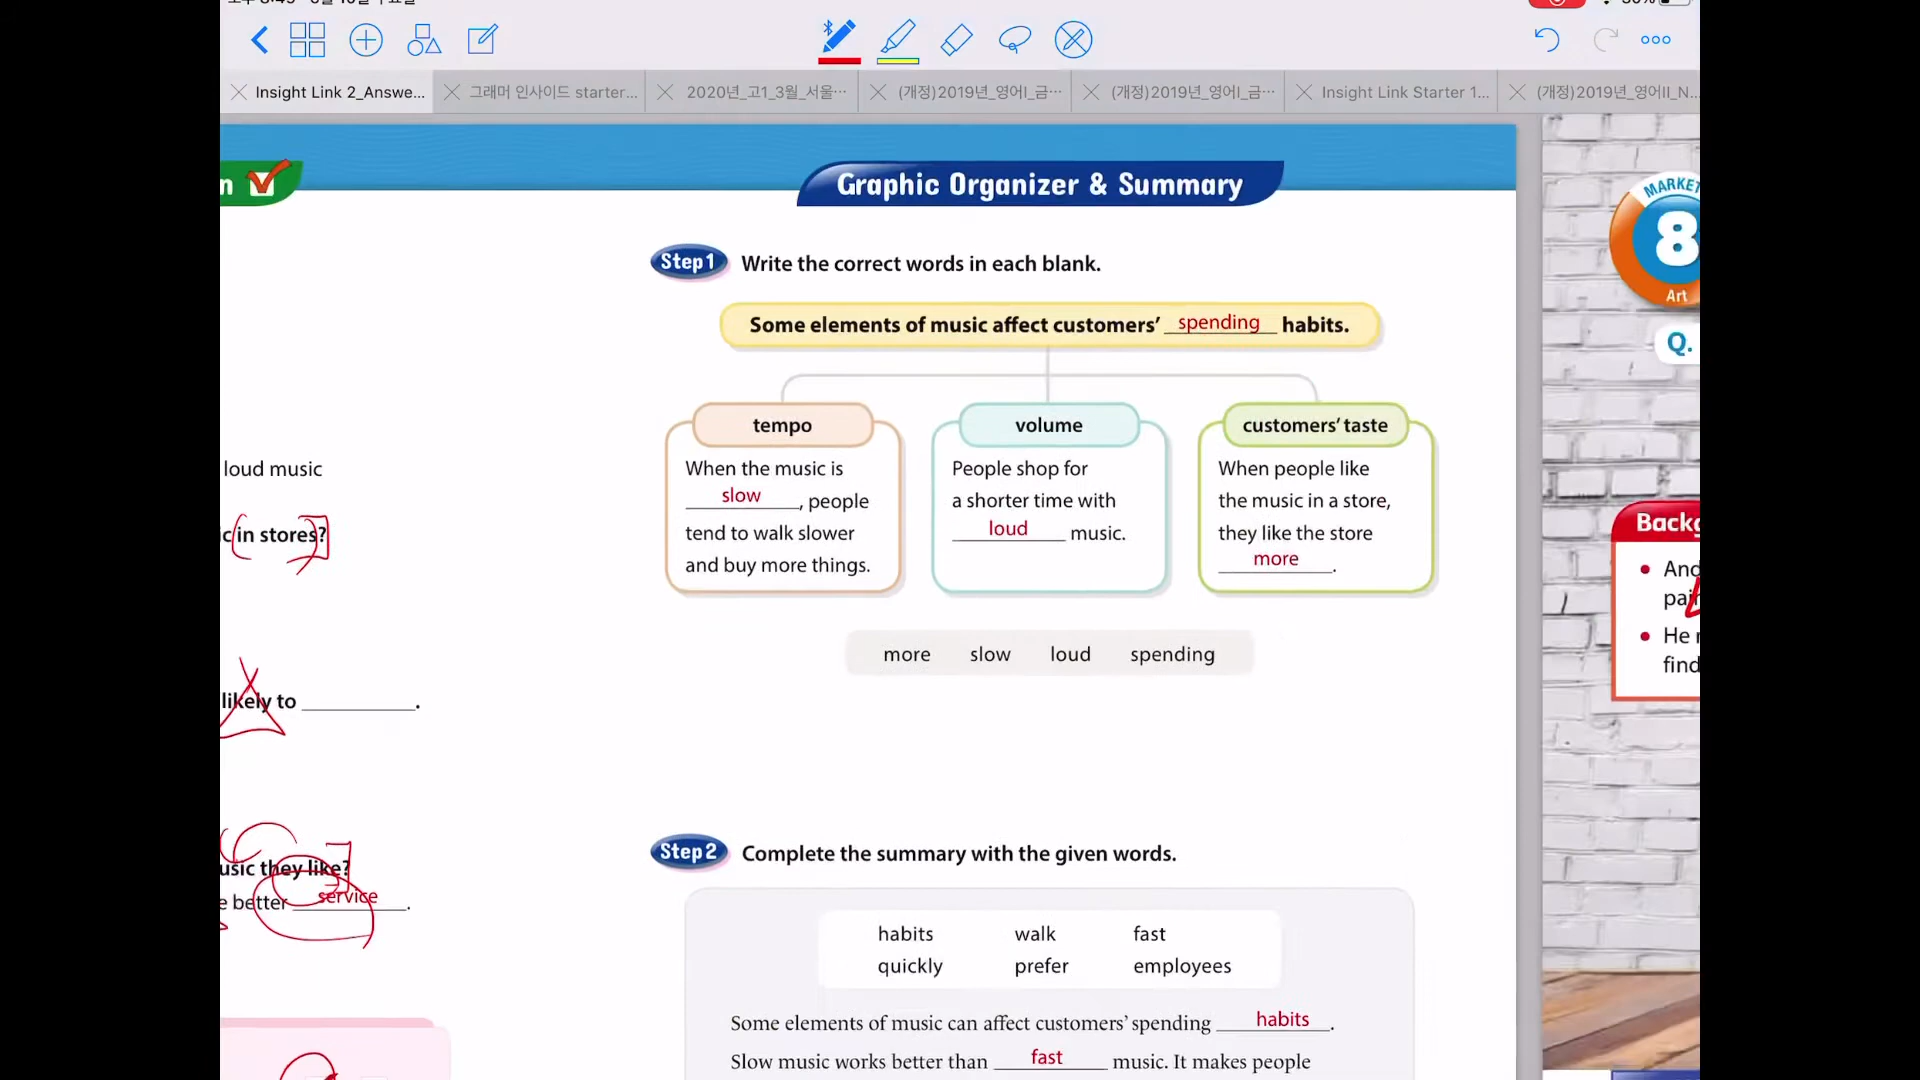 Insight Link 2_Answe...
그래머 인사이드 starter...
2020년_고1_3월_서울...
(개정)2019년_영어I_금...
(개정)2019년_영어I_금...
Insight Link Starter 1...
(개정)2019년_영어II_N...
Graphic Organizer & Summary
Step1 Write the correct words in each blank.
Some elements of music affect customers' spending habits.
tempo
When the music is
slow, people
tend to walk slower
and buy more things.
volume
People shop for
a shorter time with
loud music.
customers' taste
When people like
the music in a store,
they like the store
more.
more slow loud spending
Step2 Complete the summary with the given words.
habits walk fast
quickly prefer employees
Some elements of music can affect customers' spending habits.
Slow music works better than fast music. It makes people
loud music
in stores?
likely to ________.
they like?
better service.
MARKET
8
Art
Q.